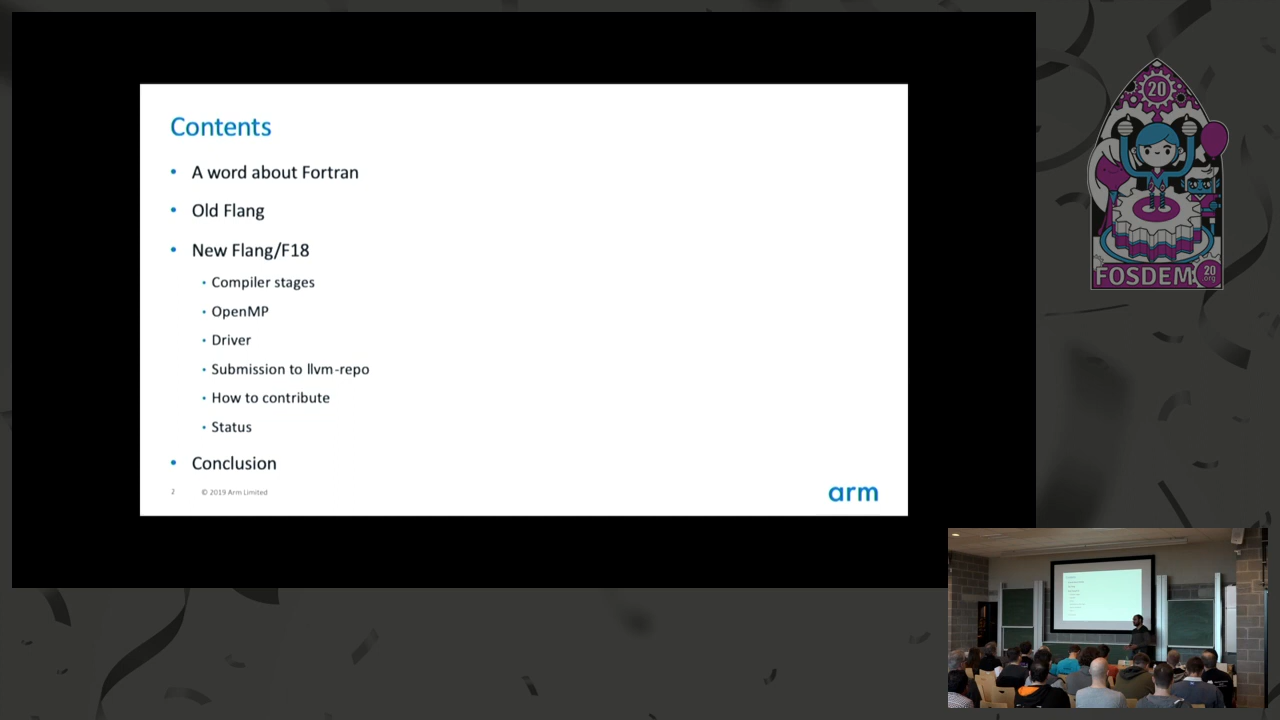 Contents
• A word about Fortran
• Old Flang
• New Flang/F18
• Compiler stages
• OpenMP
• Driver
• Submission to llvm-repo
• How to contribute
• Status
• Conclusion
2 © 2019 Arm Limited
arm
20
FOSDEM
20
org